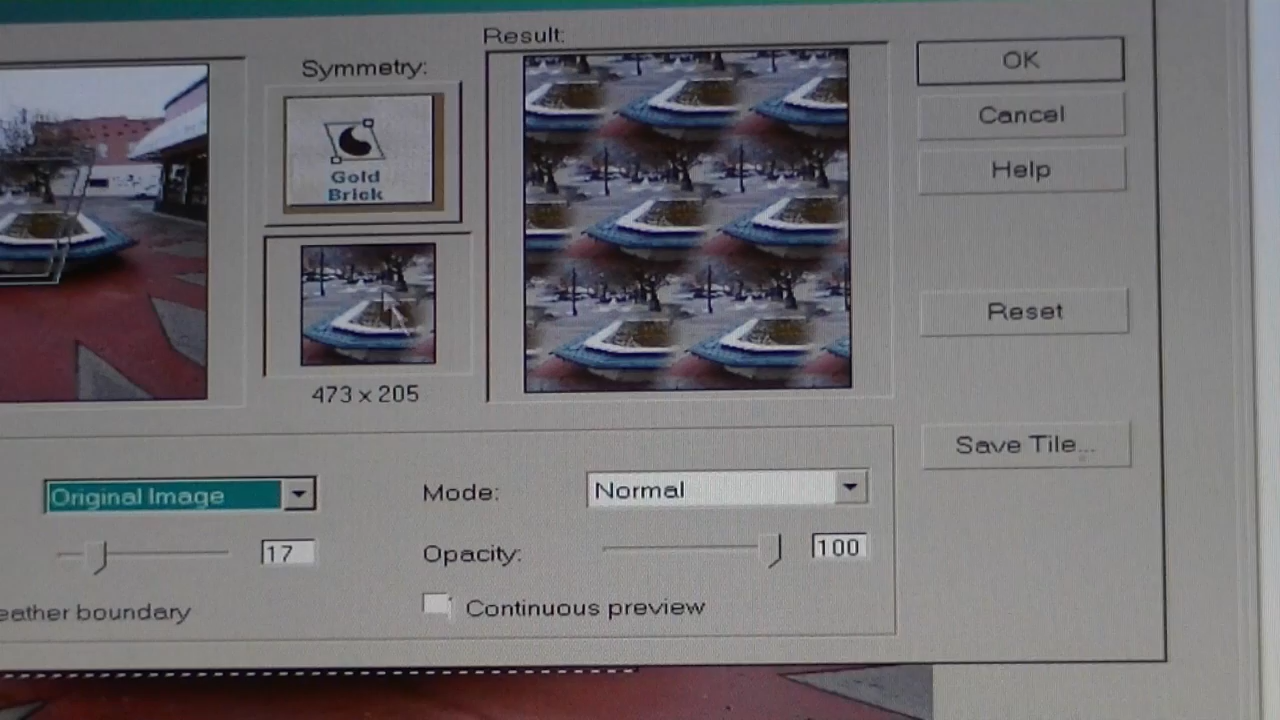 Result:
Symmetry:
OK
Gold
Brick
Cancel
Help
Reset
473 x 205
Save Tile...
Original Image
Mode:
Normal
17
Opacity:
100
eather boundary
Continuous preview